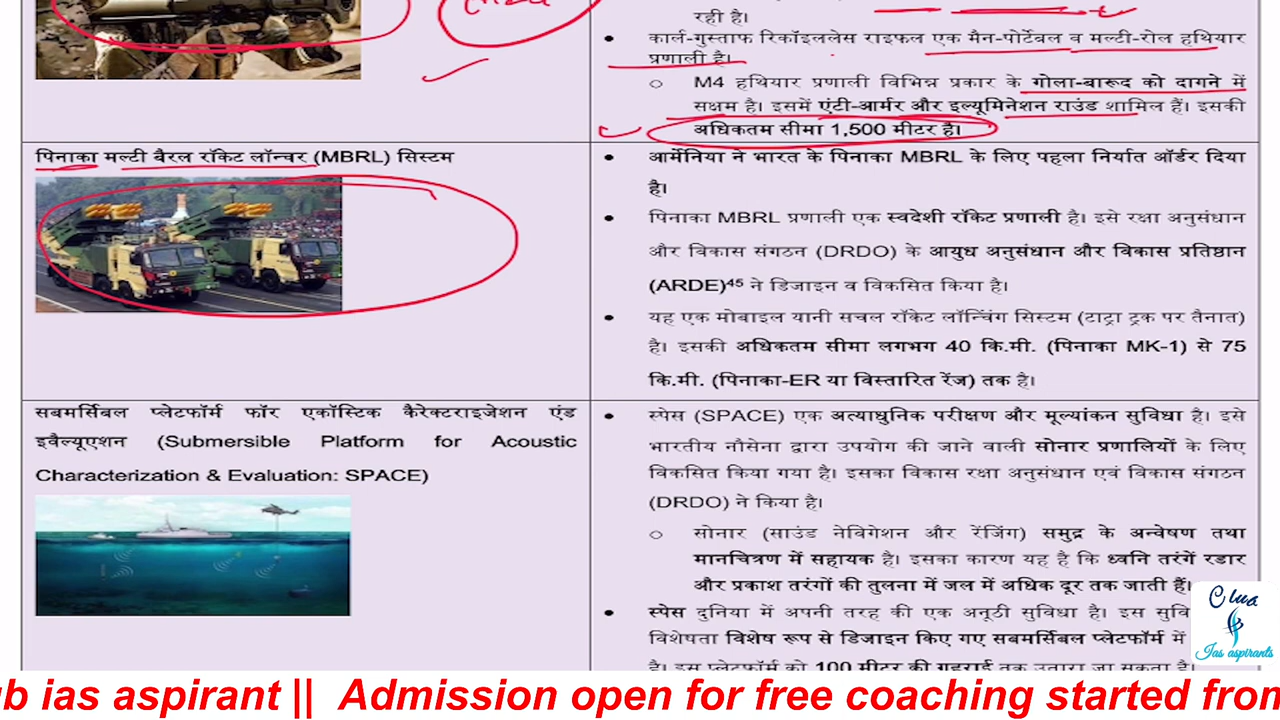 रही है।
कार्ल-गुस्ताफ रिकॉइललेस राइफल एक मैन-पोर्टेबल व मल्टी-रोल हथियार
प्रणाली है।
M4 हथियार प्रणाली विभिन्न प्रकार के गोला-बारूद को दागने में
सक्षम है। इसमें एंटी-आर्मर और इल्यूमिनेशन राउंड शामिल हैं। इसकी
अधिकतम सीमा 1,500 मीटर है।
पिनाका मल्टी बैरल रॉकेट लॉन्चर (MBRL) सिस्टम
आर्मेनिया ने भारत के पिनाका MBRL के लिए पहला निर्यात ऑर्डर दिया
है।
पिनाका MBRL प्रणाली एक स्वदेशी रॉकेट प्रणाली है। इसे रक्षा अनुसंधान
और विकास संगठन (DRDO) के आयुध अनुसंधान और विकास प्रतिष्ठान
(ARDE)⁴⁵ ने डिजाइन व विकसित किया है।
यह एक मोबाइल यानी सचल रॉकेट लॉन्चिंग सिस्टम (टाट्रा ट्रक पर तैनात)
है। इसकी अधिकतम सीमा लगभग 40 कि.मी. (पिनाका MK-1) से 75
कि.मी. (पिनाका-ER या विस्तारित रेंज) तक है।
सबमर्सिबल प्लेटफॉर्म फॉर एकॉस्टिक कैरेक्टराइजेशन एंड
इवैल्यूएशन (Submersible Platform for Acoustic
Characterization & Evaluation: SPACE)
स्पेस (SPACE) एक अत्याधुनिक परीक्षण और मूल्यांकन सुविधा है। इसे
भारतीय नौसेना द्वारा उपयोग की जाने वाली सोनार प्रणालियों के लिए
विकसित किया गया है। इसका विकास रक्षा अनुसंधान एवं विकास संगठन
(DRDO) ने किया है।
सोनार (साउंड नेविगेशन और रेंजिंग) समुद्र के अन्वेषण तथा
मानचित्रण में सहायक है। इसका कारण यह है कि ध्वनि तरंगें रडार
और प्रकाश तरंगों की तुलना में जल में अधिक दूर तक जाती हैं।
स्पेस दुनिया में अपनी तरह की एक अनूठी सुविधा है। इस सुवि
विशेषता विशेष रूप से डिजाइन किए गए सबमर्सिबल प्लेटफॉर्म में
है। इस प्लेटफॉर्म को 100 मीटर की गहराई तक उतारा जा सकता है।
Club
Ias aspirants
ub ias aspirant || Admission open for free coaching started from